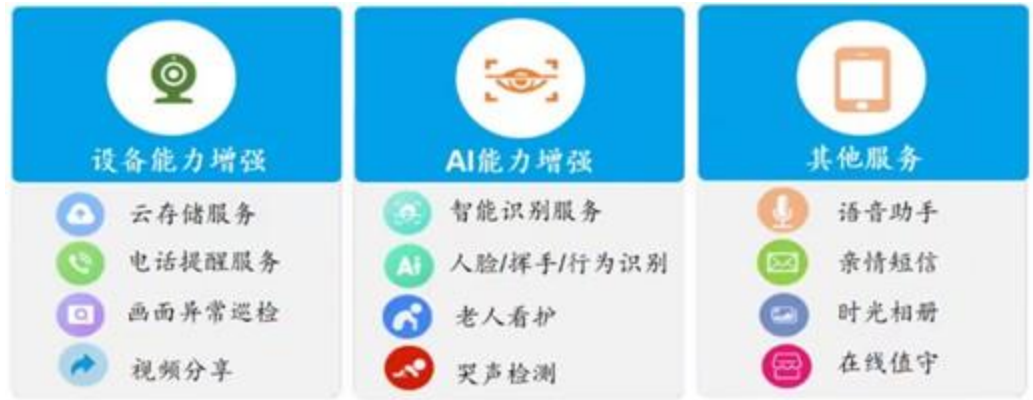 设备能力增强
云存储服务
电话提醒服务
画面异常巡检
视频分享
AI能力增强
智能识别服务
Ai
人脸/挥手/行为识别
老人看护
哭声检测
其他服务
语音助手
亲情短信
时光相册
在线值守